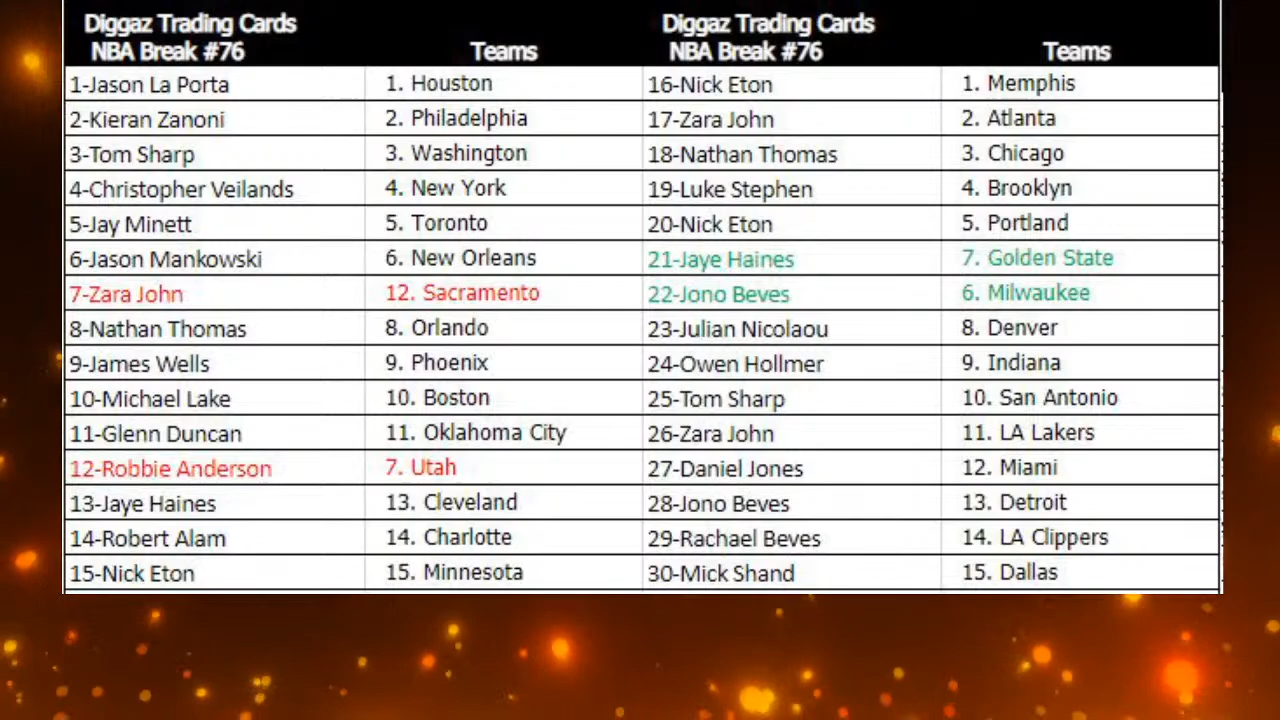 Diggaz Trading Cards Diggaz Trading Cards
NBA Break #76 Teams NBA Break #76 Teams
1-Jason La Porta 1. Houston 16-Nick Eton 1. Memphis
2-Kieran Zanoni 2. Philadelphia 17-Zara John 2. Atlanta
3-Tom Sharp 3. Washington 18-Nathan Thomas 3. Chicago
4-Christopher Veilands 4. New York 19-Luke Stephen 4. Brooklyn
5-Jay Minett 5. Toronto 20-Nick Eton 5. Portland
6-Jason Mankowski 6. New Orleans 21-Jaye Haines 7. Golden State
7-Zara John 12. Sacramento 22-Jono Beves 6. Milwaukee
8-Nathan Thomas 8. Orlando 23-Julian Nicolaou 8. Denver
9-James Wells 9. Phoenix 24-Owen Hollmer 9. Indiana
10-Michael Lake 10. Boston 25-Tom Sharp 10. San Antonio
11-Glenn Duncan 11. Oklahoma City 26-Zara John 11. LA Lakers
12-Robbie Anderson 7. Utah 27-Daniel Jones 12. Miami
13-Jaye Haines 13. Cleveland 28-Jono Beves 13. Detroit
14-Robert Alam 14. Charlotte 29-Rachael Beves 14. LA Clippers
15-Nick Eton 15. Minnesota 30-Mick Shand 15. Dallas